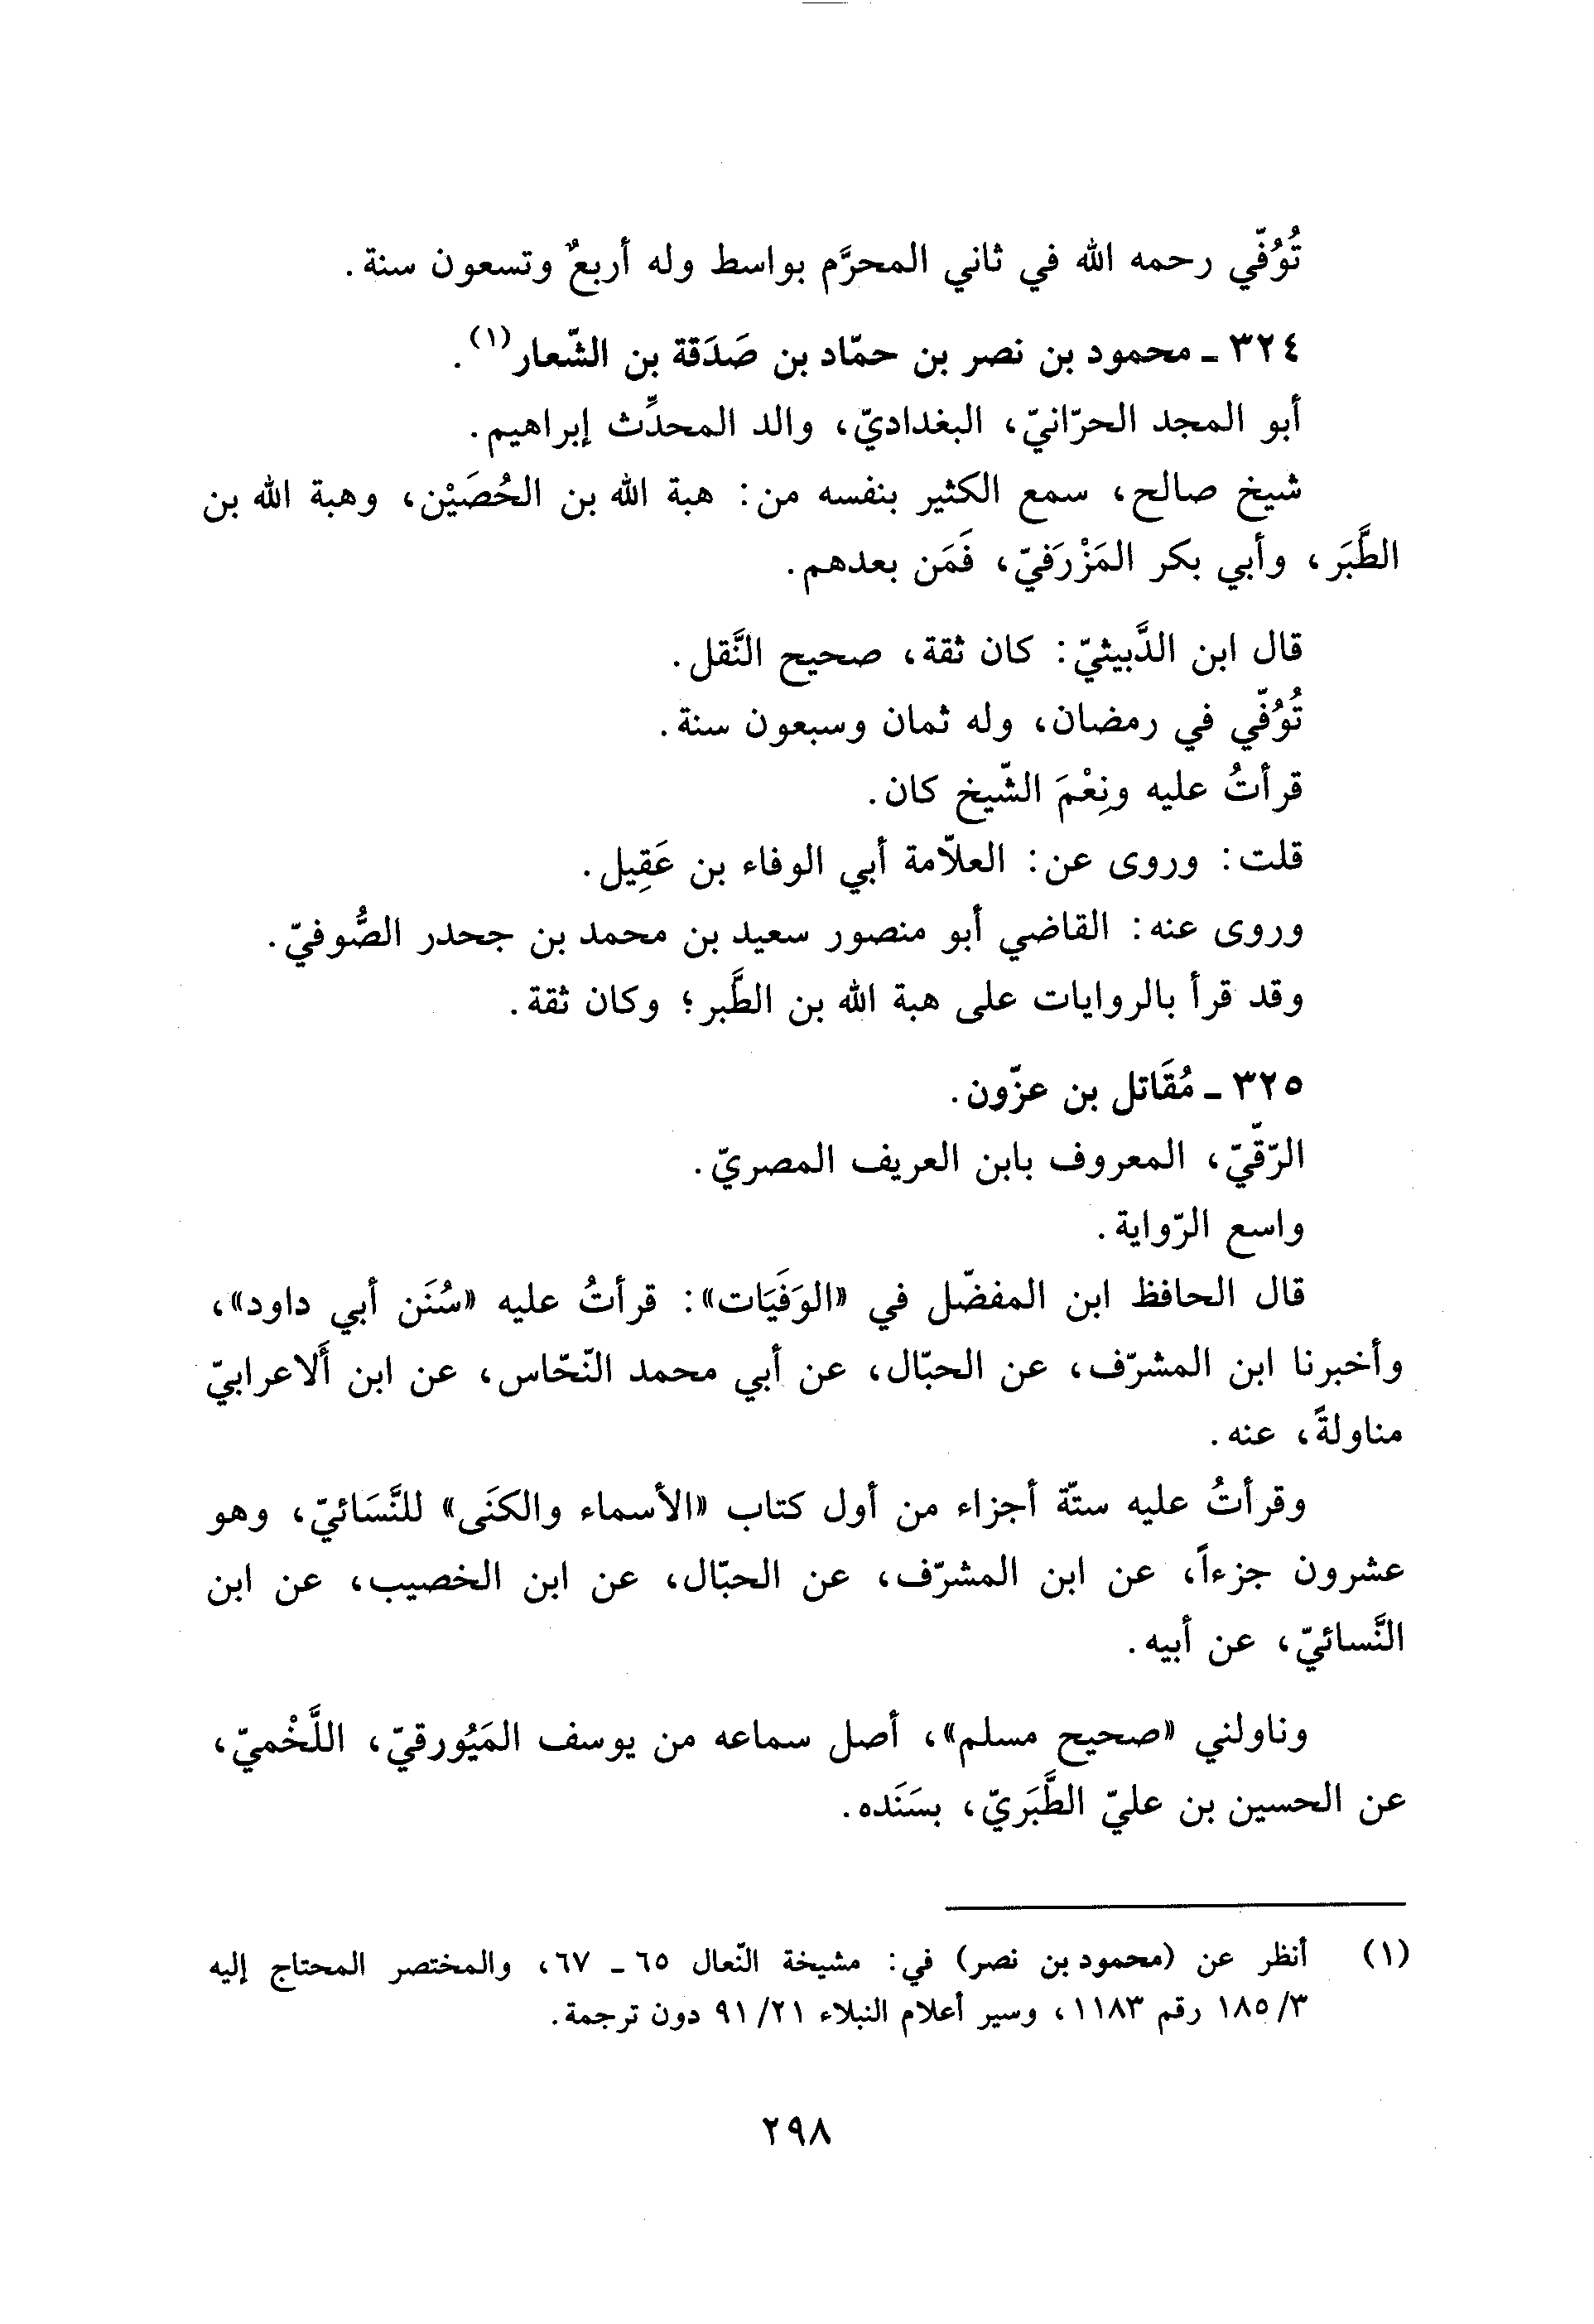 تُوُفّي رحمه الله في ثاني المحرَّم بواسط وله أربعٌ وتسعون سنة.
٣٢٤ ـ محمود بن نصر بن حمّاد بن صَدَقة بن الشّعار(١).
أبو المجد الحرّانيّ، البغداديّ، والد المحدِّث إبراهيم.
شيخ صالح، سمع الكثير بنفسه من: هبة الله بن الحُصَيْن، وهبة الله بن
الطَّبَر، وأبي بكر المَزْرَفيّ، فَمَن بعدهم.
قال ابن الدَّبيثيّ: كان ثقة، صحيح النَّقل.
تُوُفّي في رمضان، وله ثمان وسبعون سنة.
قرأتُ عليه ونِعْمَ الشّيخ كان.
قلت: وروى عن: العلاّمة أبي الوفاء بن عَقِيل.
وروى عنه: القاضي أبو منصور سعيد بن محمد بن جحدر الصُّوفيّ.
وقد قرأ بالروايات على هبة الله بن الطَّبر؛ وكان ثقة.
٣٢٥ ـ مُقَاتل بن عزّون.
الرّقّيّ، المعروف بابن العريف المصريّ.
واسع الرّواية.
قال الحافظ ابن المفضّل في «الوَفَيَات»: قرأتُ عليه «سُنَن أبي داود»،
وأخبرنا ابن المشرّف، عن الحبّال، عن أبي محمد النّحّاس، عن ابن ألَاعرابيّ
مناولةً، عنه.
وقرأتُ عليه ستّة أجزاء من أول كتاب «الأسماء والكنَى» للنَّسَائيّ، وهو
عشرون جزءاً، عن ابن المشرّف، عن الحبّال، عن ابن الخصيب، عن ابن
النَّسائيّ، عن أبيه.
وناولني «صحيح مسلم»، أصل سماعه من يوسف المَيُورقيّ، اللَّخْميّ،
عن الحسين بن عليّ الطَّبَريّ، بسَنَده.
(١) أنظر عن (محمود بن نصر) في: مشيخة النّعال ٦٥ ـ ٦٧، والمختصر المحتاج إليه
٣/١٨٥ رقم ١١٨٣، وسير أعلام النبلاء ٢١/٩١ دون ترجمة.
٢٩٨